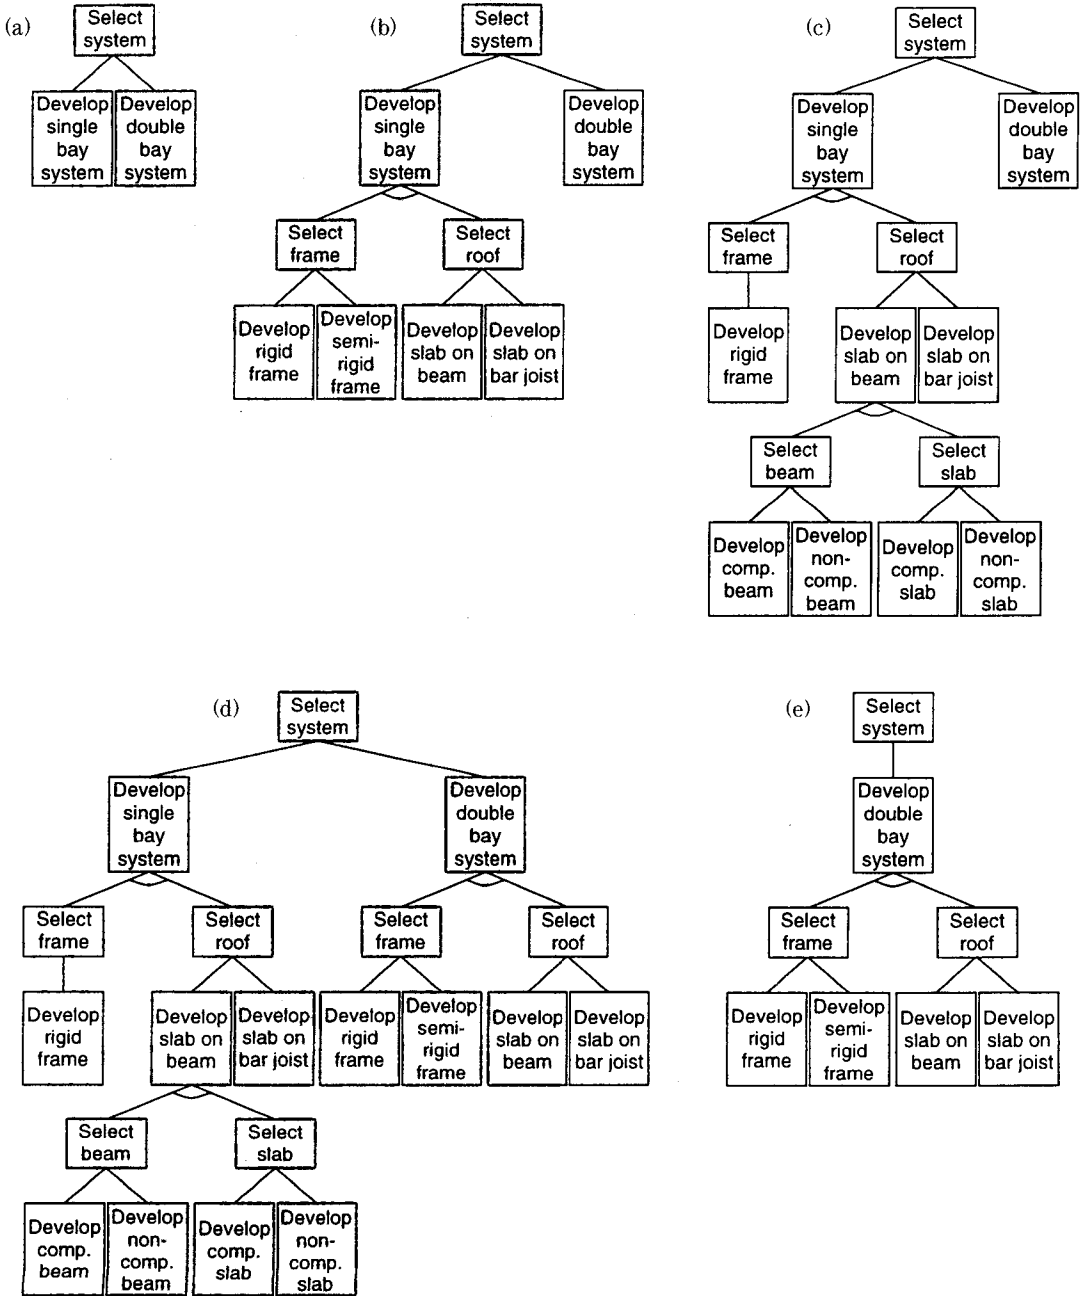 (a)
Select
system
Develop
single
bay
system
Develop
double
bay
system
(b)
Select
system
Develop
single
bay
system
Develop
double
bay
system
Select
frame
Select
roof
Develop
rigid
frame
Develop
semi-
rigid
frame
Develop
slab on
beam
Develop
slab on
bar joist
(c)
Select
system
Develop
single
bay
system
Develop
double
bay
system
Select
frame
Select
roof
Develop
rigid
frame
Develop
slab on
beam
Develop
slab on
bar joist
Select
beam
Select
slab
Develop
comp.
beam
Develop
non-
comp.
beam
Develop
comp.
slab
Develop
non-
comp.
slab
(d)
Select
system
Develop
single
bay
system
Develop
double
bay
system
Select
frame
Select
roof
Select
frame
Select
roof
Develop
rigid
frame
Develop
slab on
beam
Develop
slab on
bar joist
Develop
rigid
frame
Develop
semi-
rigid
frame
Develop
slab on
beam
Develop
slab on
bar joist
Select
beam
Select
slab
Develop
comp.
beam
Develop
non-
comp.
beam
Develop
comp.
slab
Develop
non-
comp.
slab
(e)
Select
system
Develop
double
bay
system
Select
frame
Select
roof
Develop
rigid
frame
Develop
semi-
rigid
frame
Develop
slab on
beam
Develop
slab on
bar joist